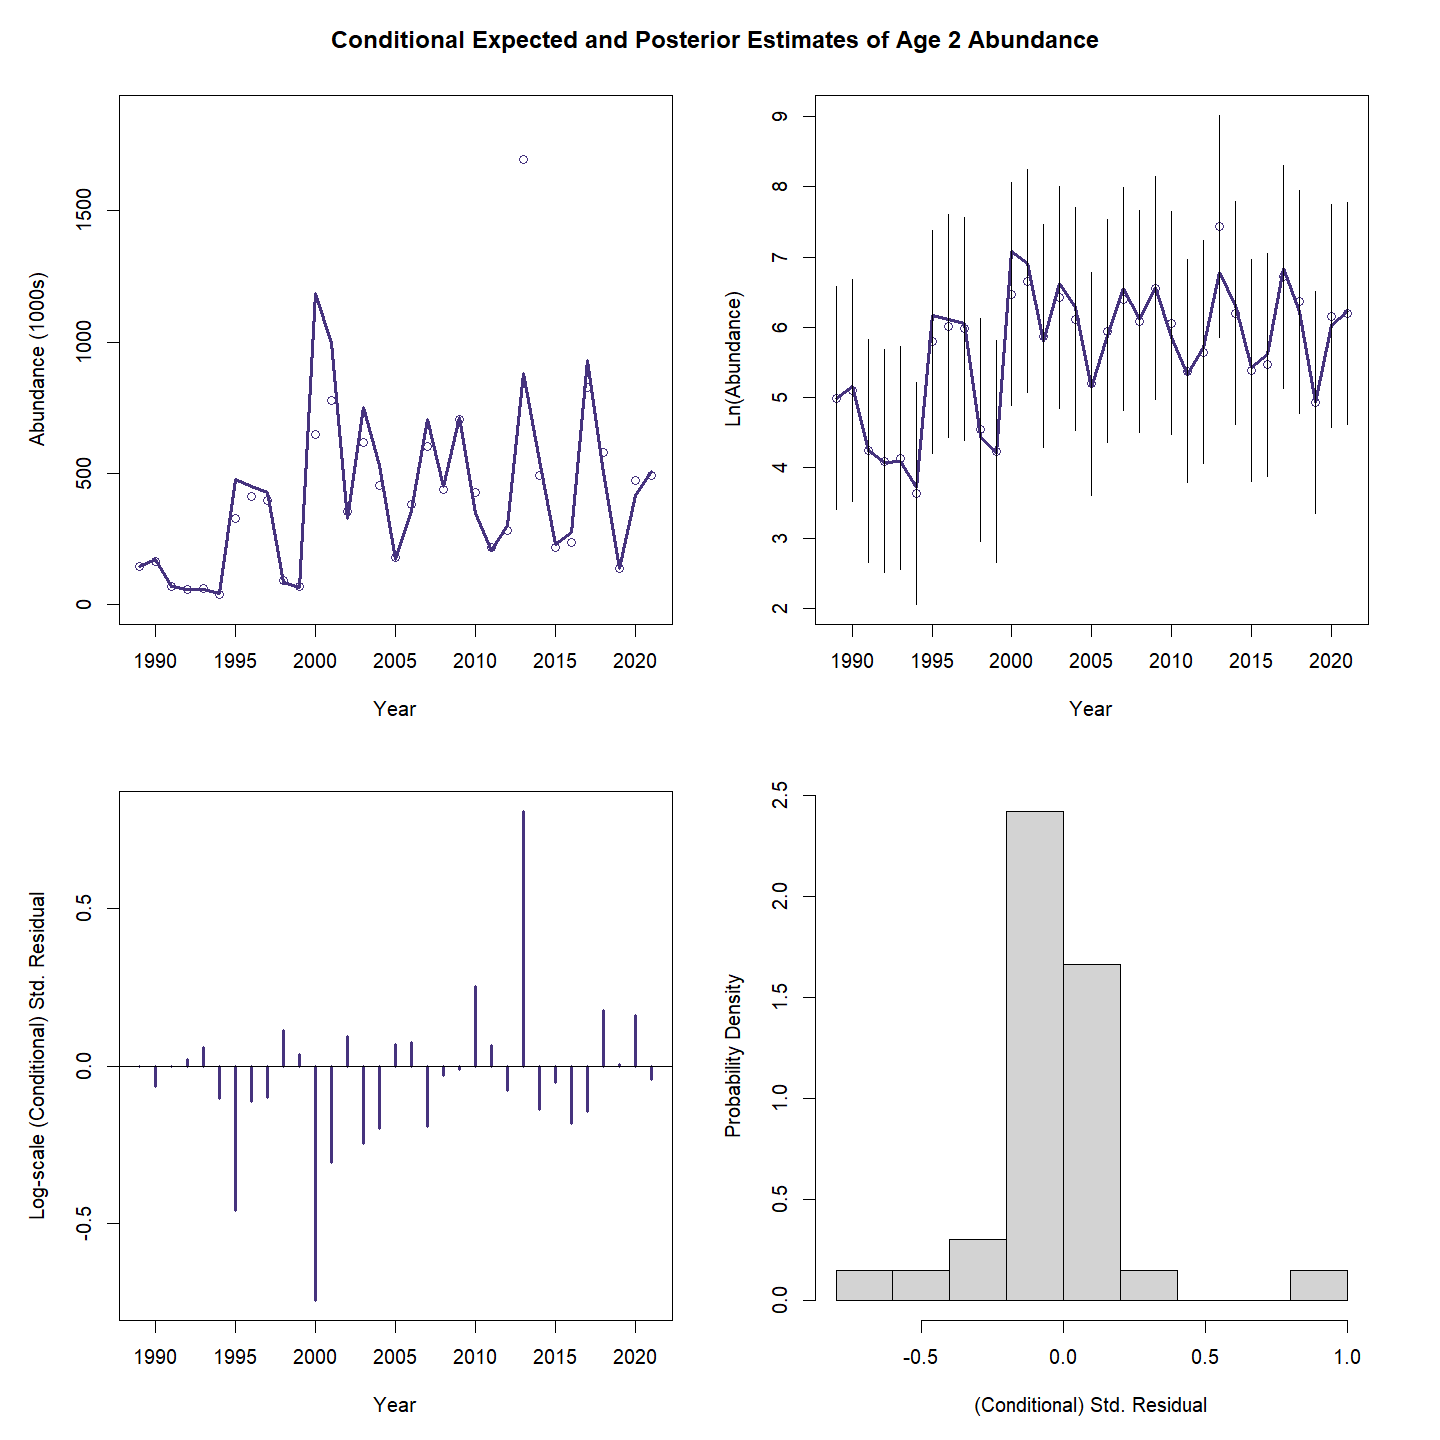 Conditional Expected and Posterior Estimates of Age 2 Abundance
Abundance (1000s)
1500
1000
500
0
1990 1995 2000 2005 2010 2015 2020
Year
Ln(Abundance)
9
8
7
6
5
4
3
2
1990 1995 2000 2005 2010 2015 2020
Year
Log-scale (Conditional) Std. Residual
0.5
0.0
-0.5
1990 1995 2000 2005 2010 2015 2020
Year
Probability Density
2.5
2.0
1.5
1.0
0.5
0.0
-0.5 0.0 0.5 1.0
(Conditional) Std. Residual